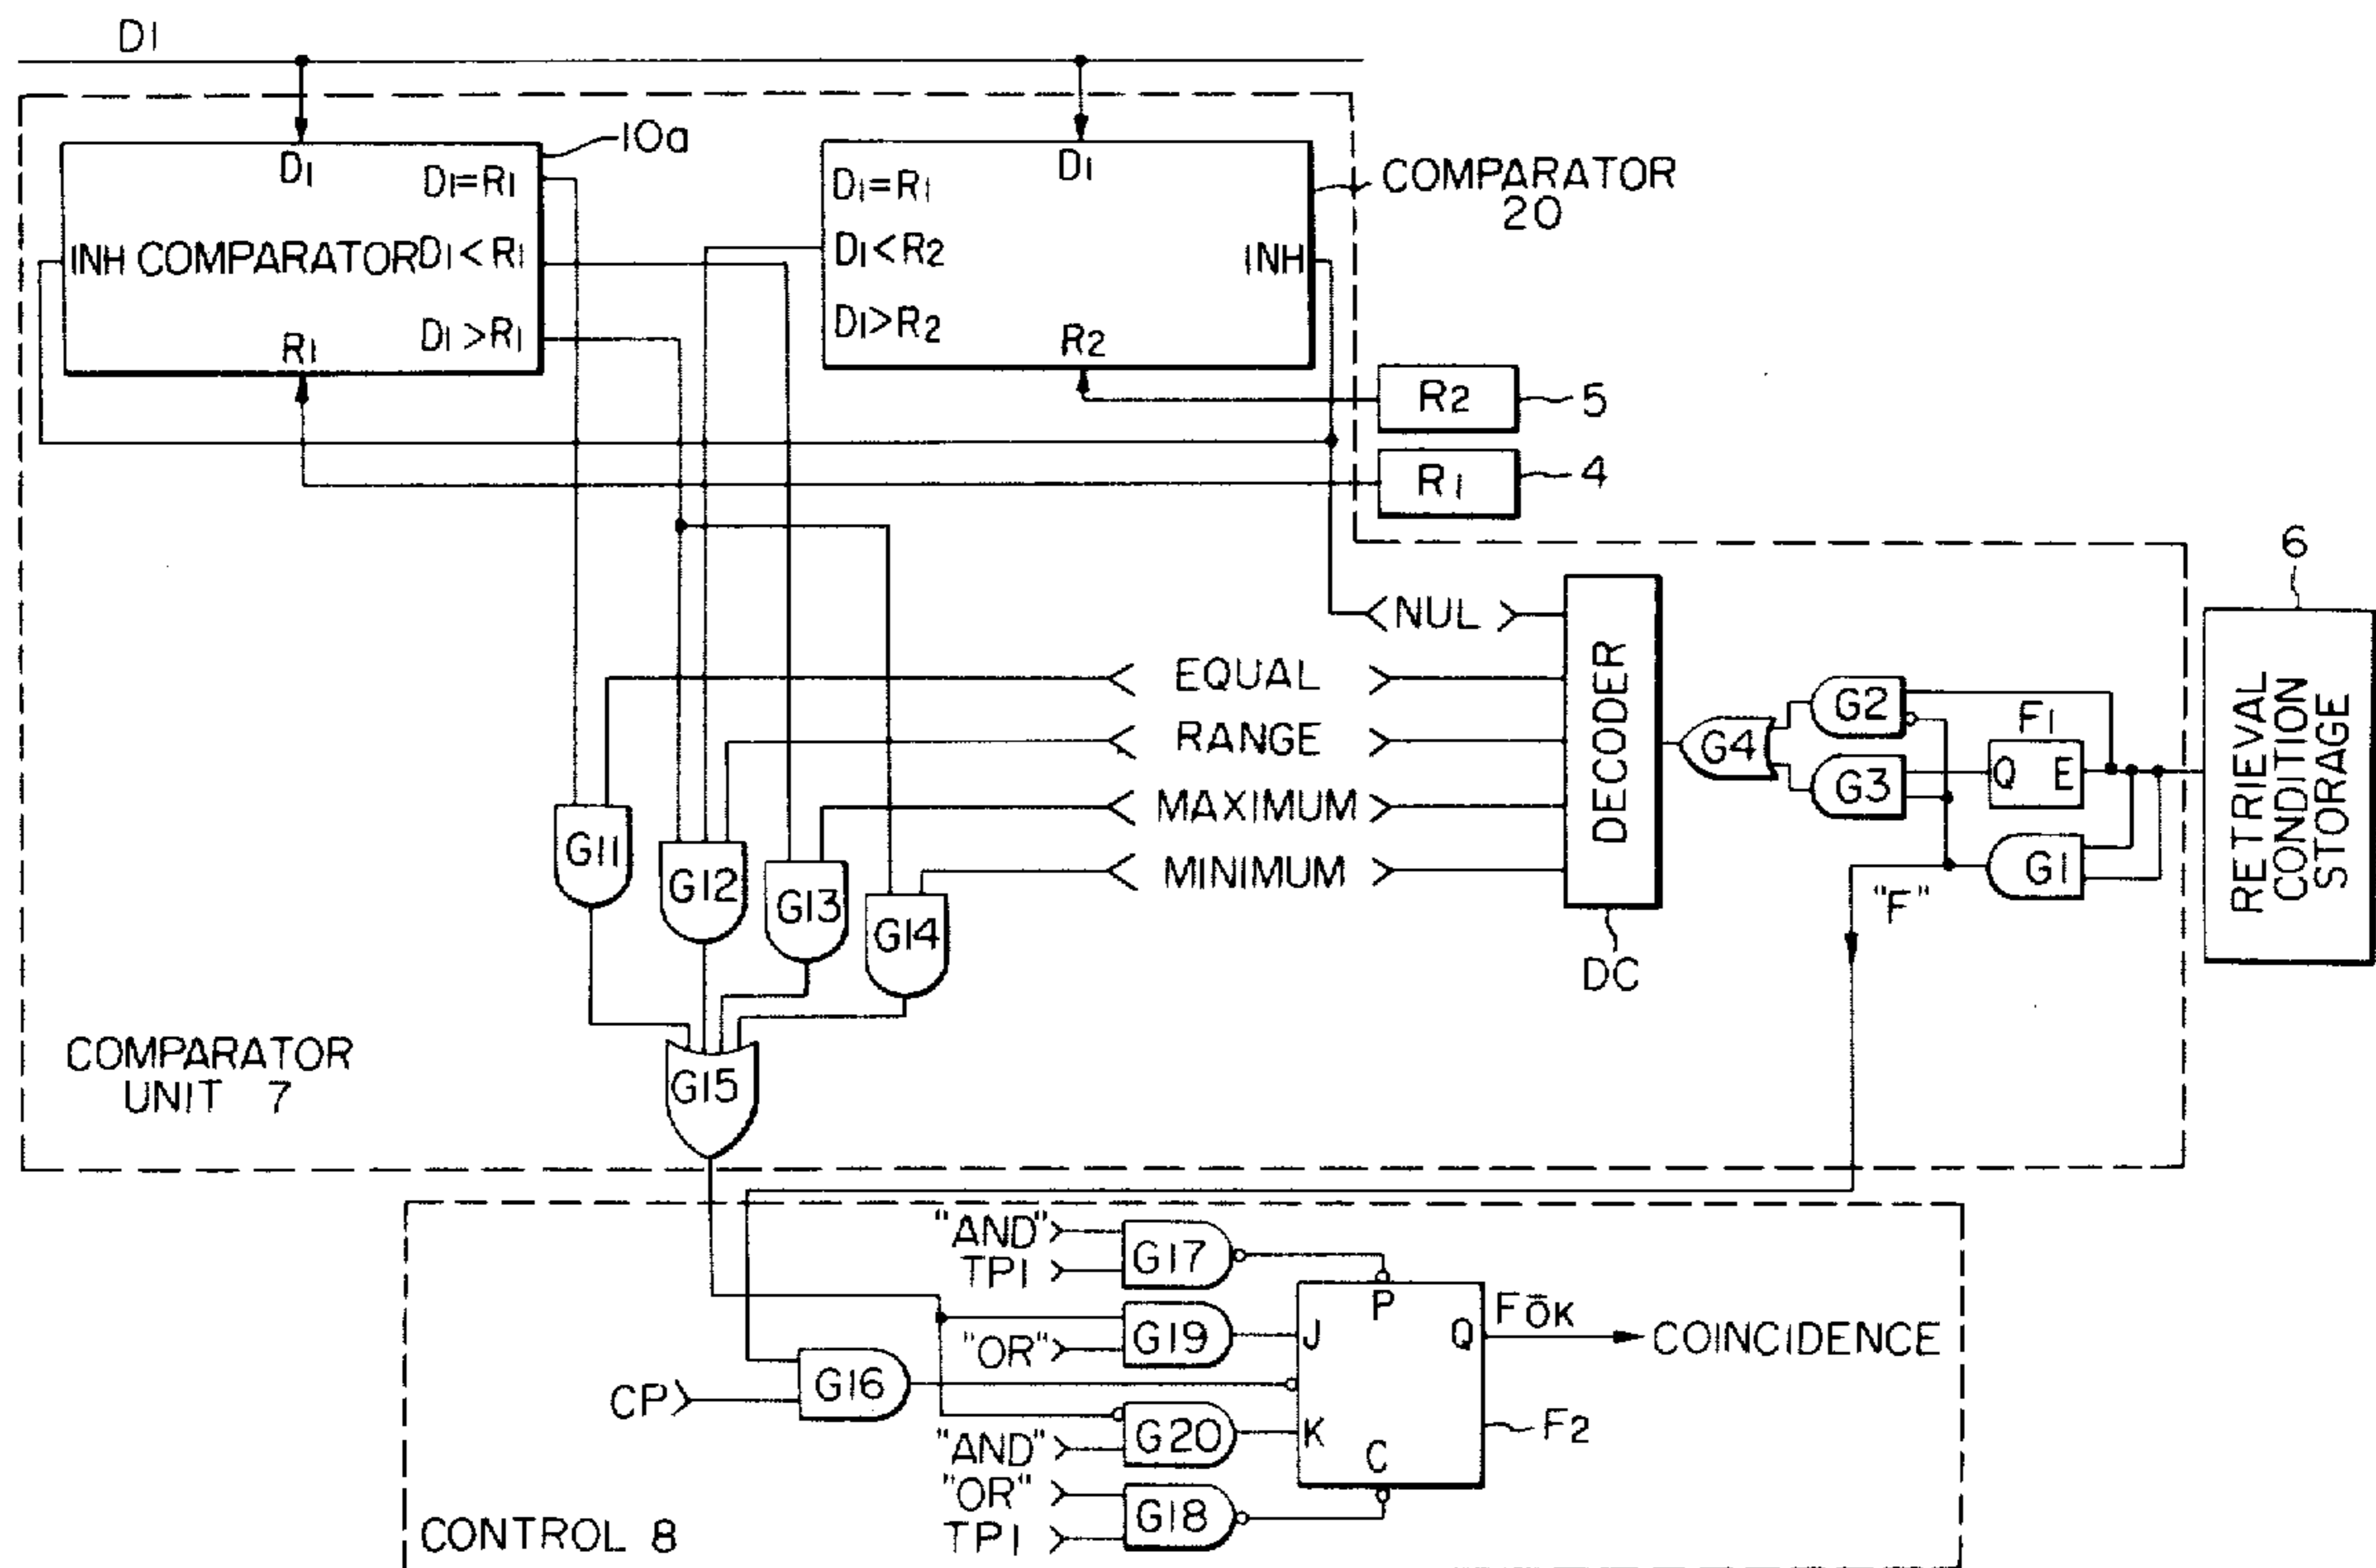 D1
10a
D1
D1=R1
INH COMPARATOR D1<R1
R1
D1>R1
D1
D1=R1
D1<R2
INH
D1>R2
R2
COMPARATOR
20
R2
5
R1
4
6
NUL
EQUAL
RANGE
MAXIMUM
MINIMUM
DECODER
DC
G4
G2
G3
F1
Q E
G1
"F"
RETRIEVAL
CONDITION
STORAGE
G11
G12
G13
G14
G15
COMPARATOR
UNIT 7
"AND"
TP1
G17
"OR"
G19
CP
G16
"AND"
G20
"OR"
TP1
G18
P
J
Q
K
C
FŌK
COINCIDENCE
F2
CONTROL 8